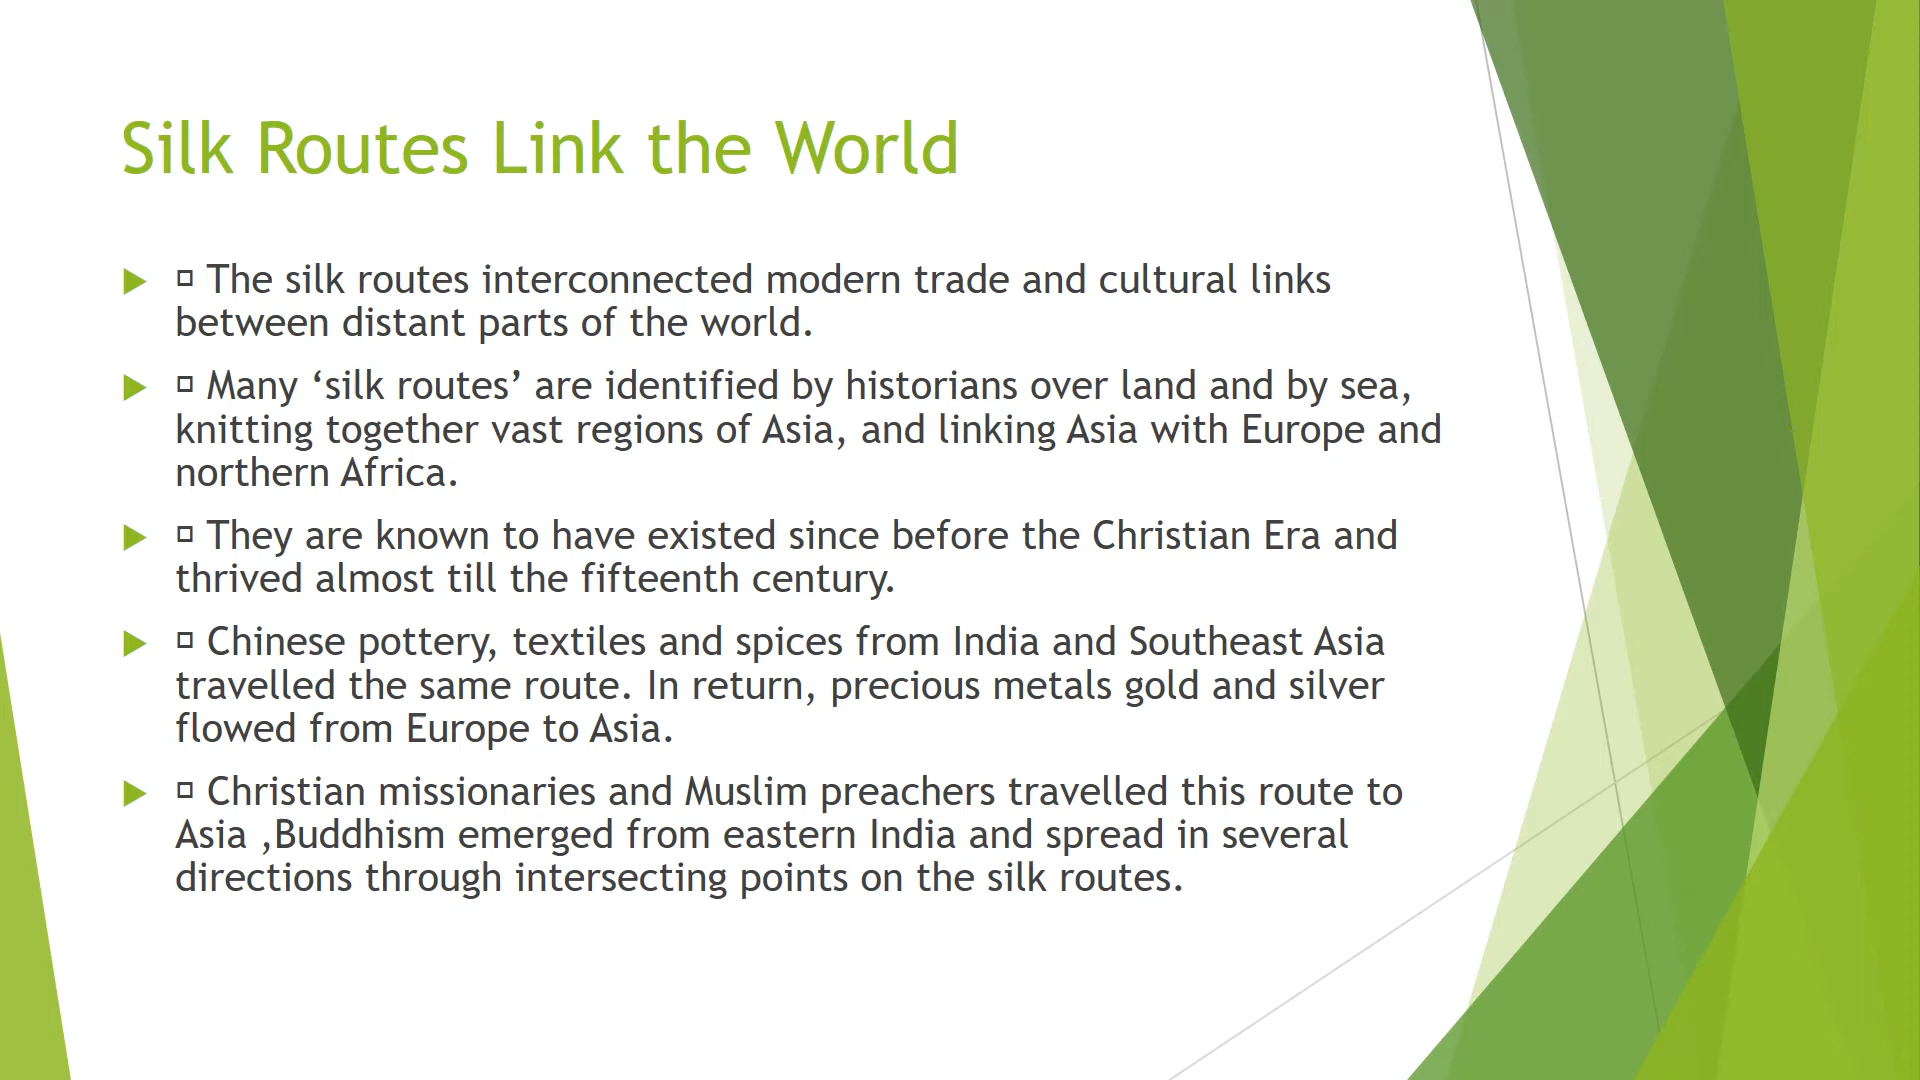 Silk Routes Link the World
▶ □ The silk routes interconnected modern trade and cultural links
between distant parts of the world.
▶ □ Many ‘silk routes’ are identified by historians over land and by sea,
knitting together vast regions of Asia, and linking Asia with Europe and
northern Africa.
▶ □ They are known to have existed since before the Christian Era and
thrived almost till the fifteenth century.
▶ □ Chinese pottery, textiles and spices from India and Southeast Asia
travelled the same route. In return, precious metals gold and silver
flowed from Europe to Asia.
▶ □ Christian missionaries and Muslim preachers travelled this route to
Asia ,Buddhism emerged from eastern India and spread in several
directions through intersecting points on the silk routes.